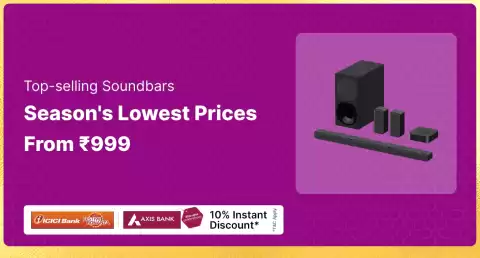 Top-selling Soundbars
Season's Lowest Prices
From ₹999
ICICI Bank
AXIS BANK
10% Instant
Discount*